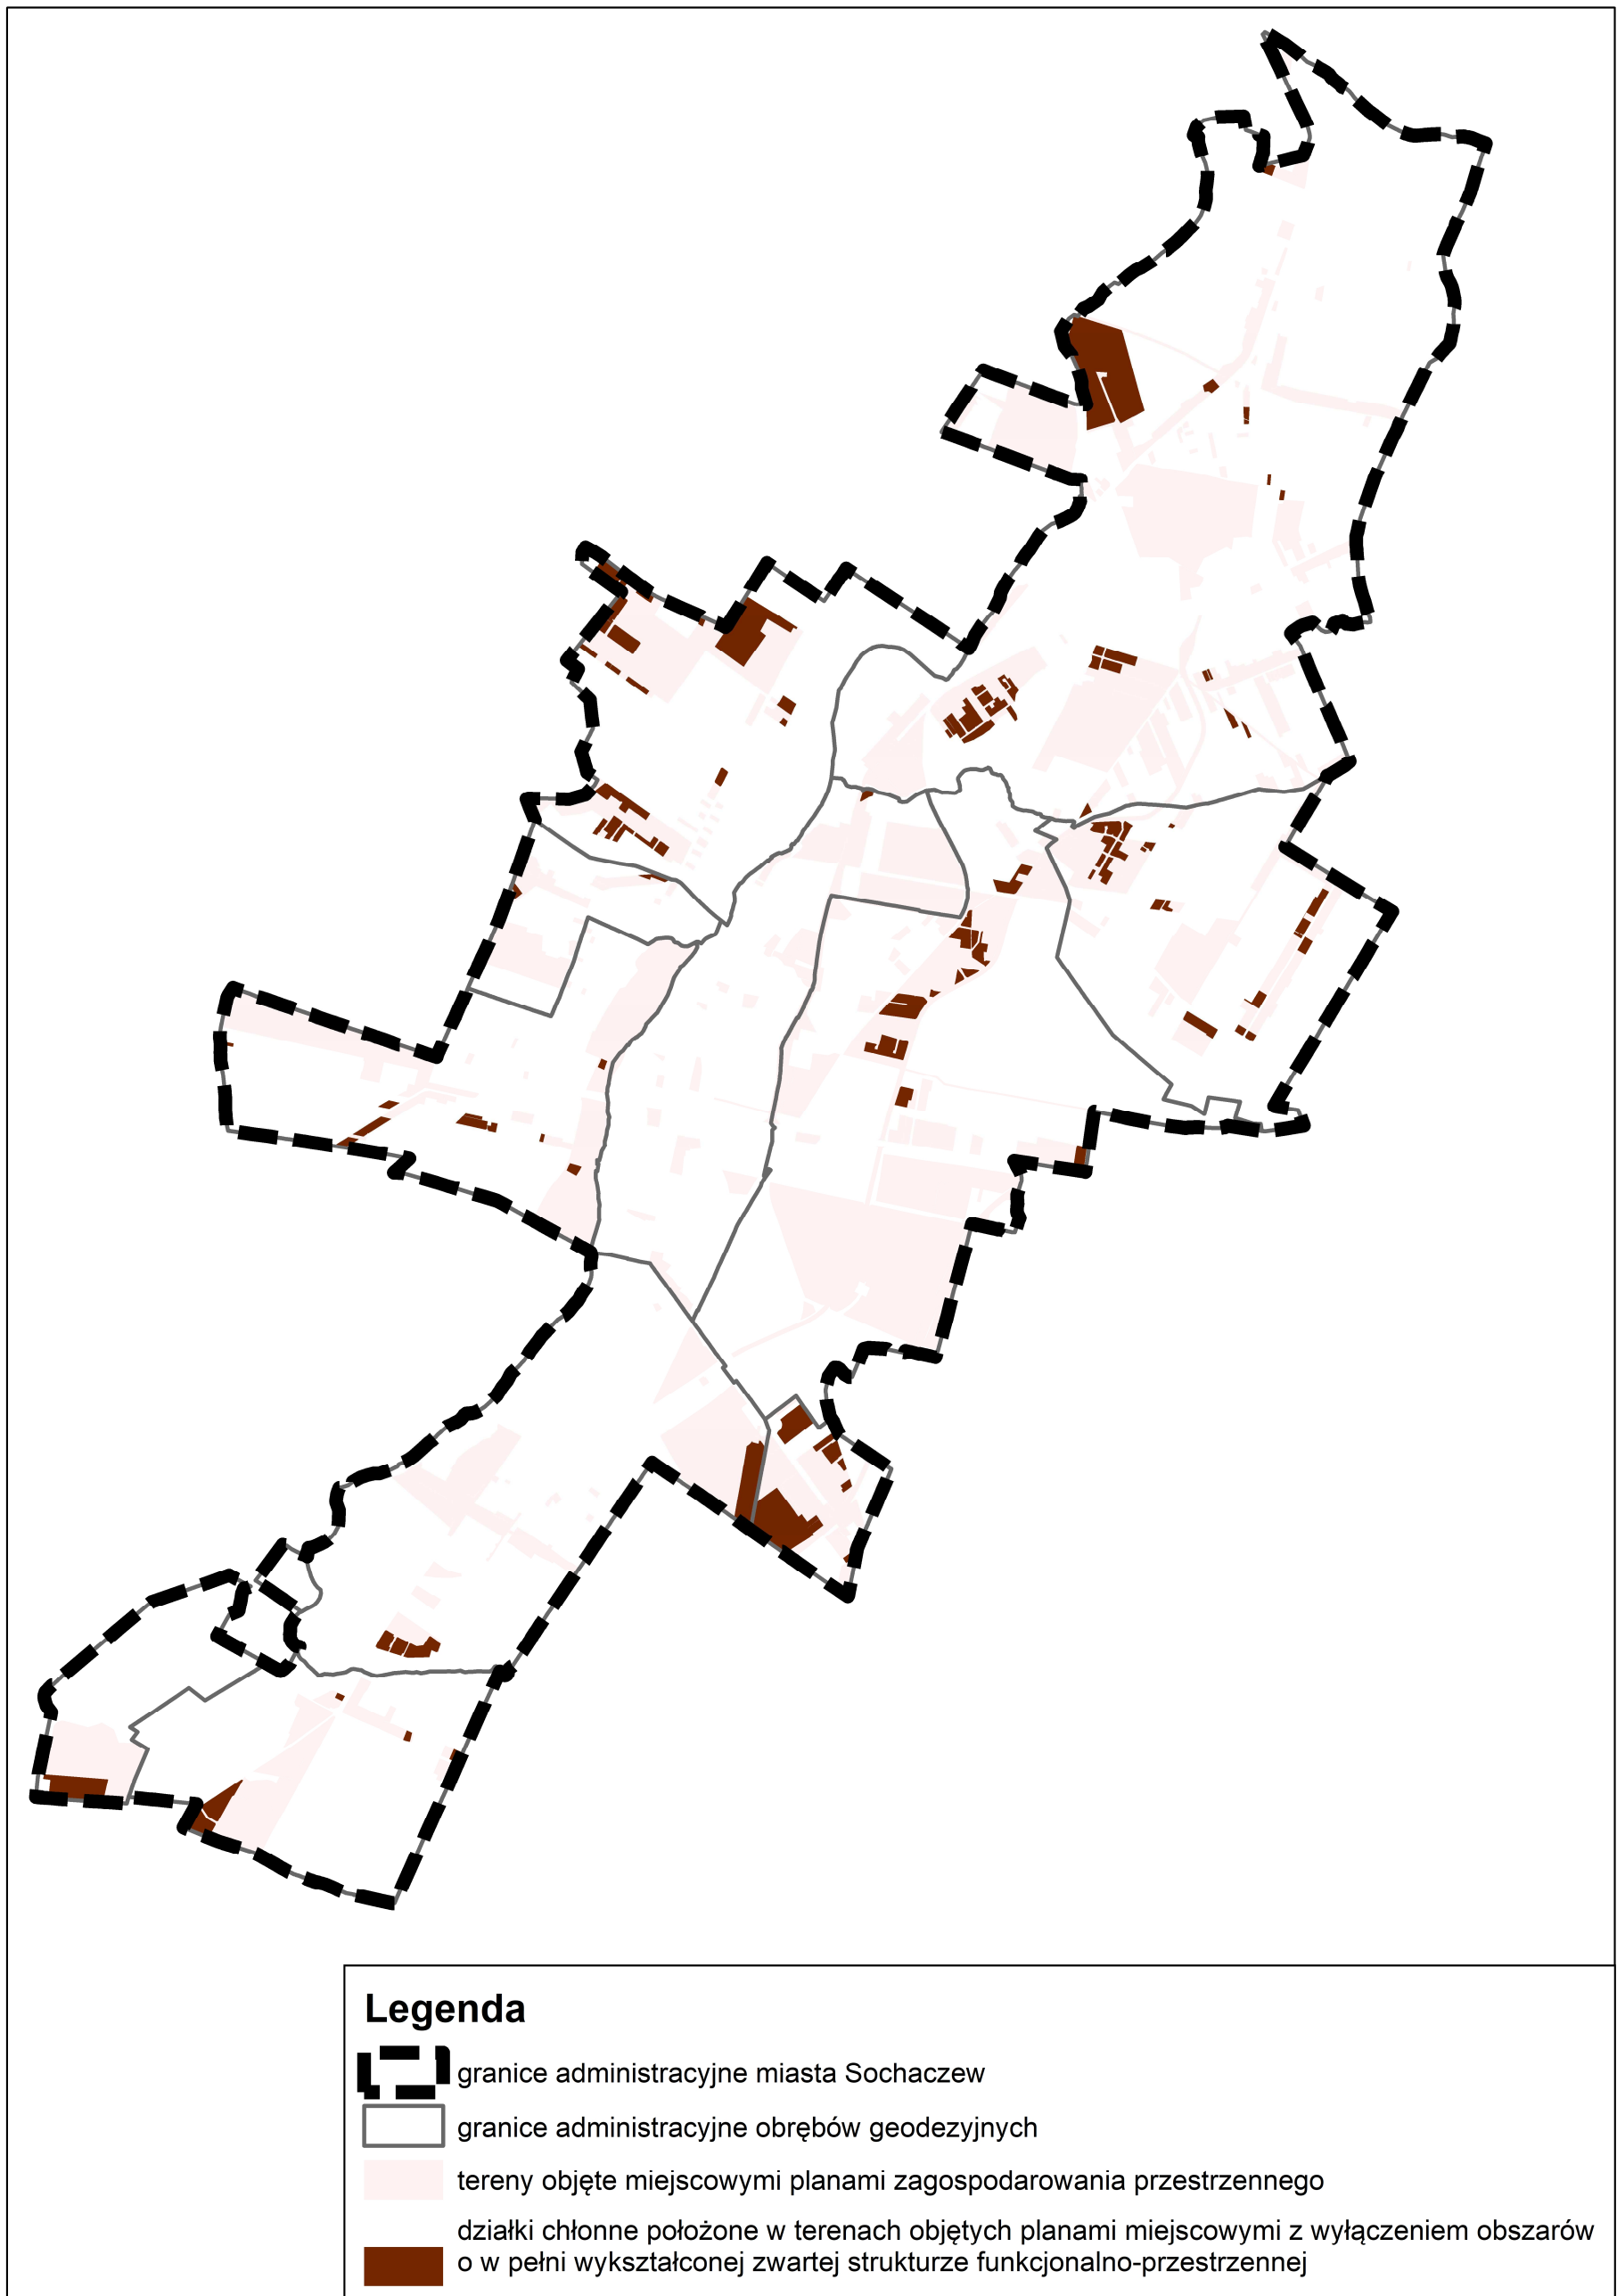 Legenda
granice administracyjne miasta Sochaczew
granice administracyjne obrębów geodezyjnych
tereny objęte miejscowymi planami zagospodarowania przestrzennego
działki chłonne położone w terenach objętych planami miejscowymi z wyłączeniem obszarów
o w pełni wykształconej zwartej strukturze funkcjonalno-przestrzennej